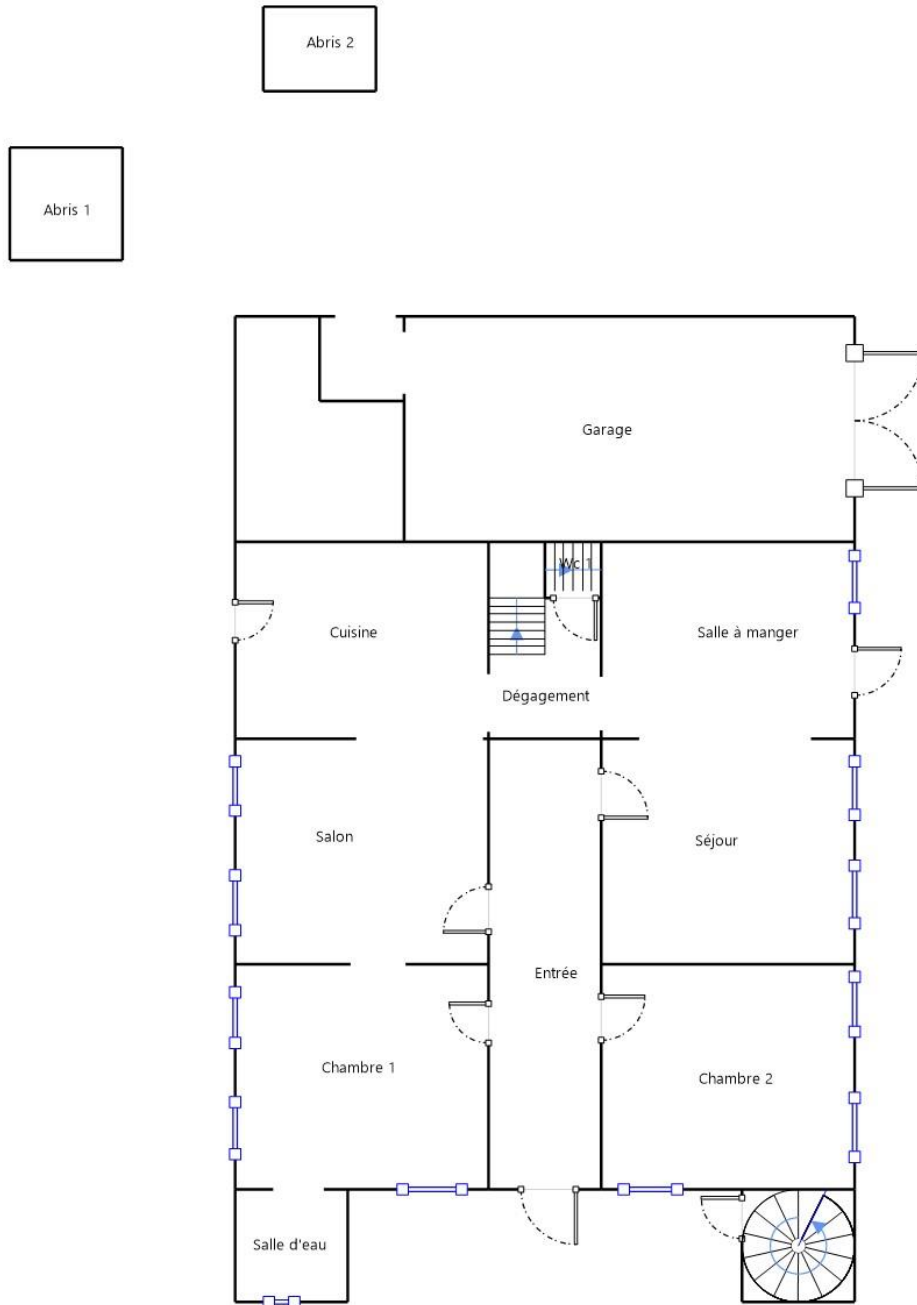 Abris 2
Abris 1
Garage
Wc 1
Cuisine
Salle à manger
Dégagement
Salon
Séjour
Entrée
Chambre 1
Chambre 2
Salle d'eau